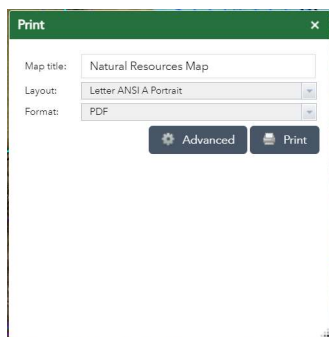 Print
Map title: Natural Resources Map
Layout: Letter ANSI A Portrait
Format: PDF
Advanced Print